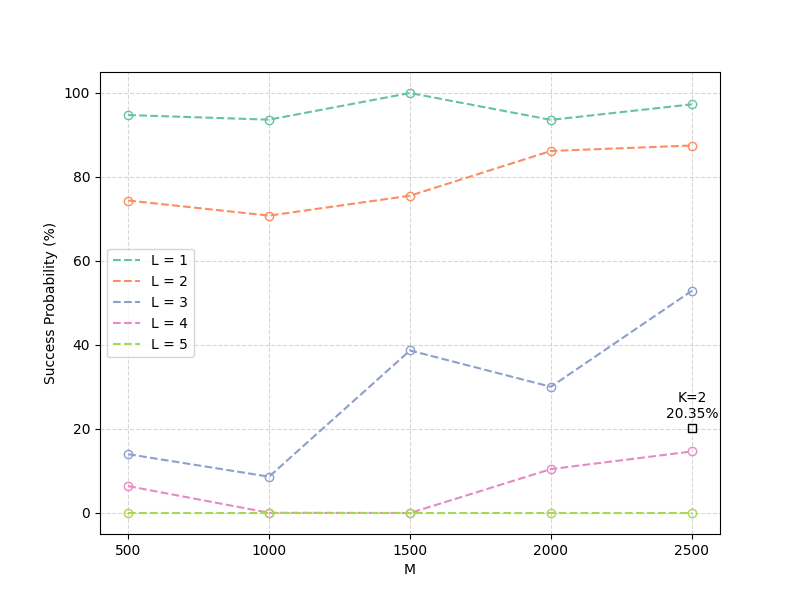 100
80
60
40
20
0
Success Probability (%)
L = 1
L = 2
L = 3
L = 4
L = 5
K=2
20.35%
500 1000 1500 2000 2500
M